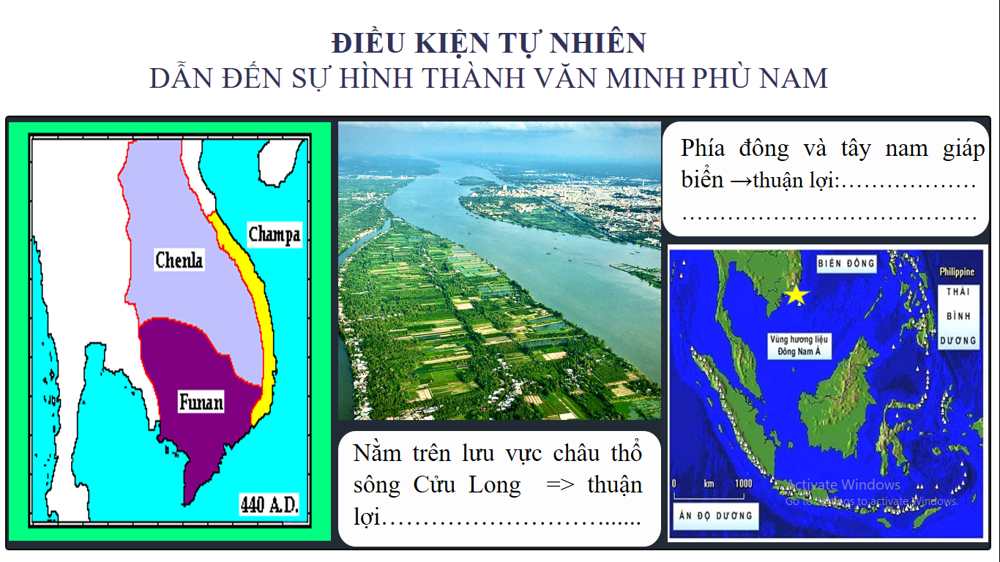 ĐIỀU KIỆN TỰ NHIÊN
DẪN ĐẾN SỰ HÌNH THÀNH VĂN MINH PHÙ NAM
Champa
Chenla
Funan
440 A.D.
Nằm trên lưu vực châu thổ
sông Cửu Long => thuận
lợi……………………….......
Phía đông và tây nam giáp
biển →thuận lợi:………………
…………………………………
BIỂN ĐÔNG
Philippine
THÁI
BÌNH
DƯƠNG
Vùng hương liệu
Đông Nam Á
0 km 1000
ẤN ĐỘ DƯƠNG
Activate Windows
Go to Settings to activate Windows.